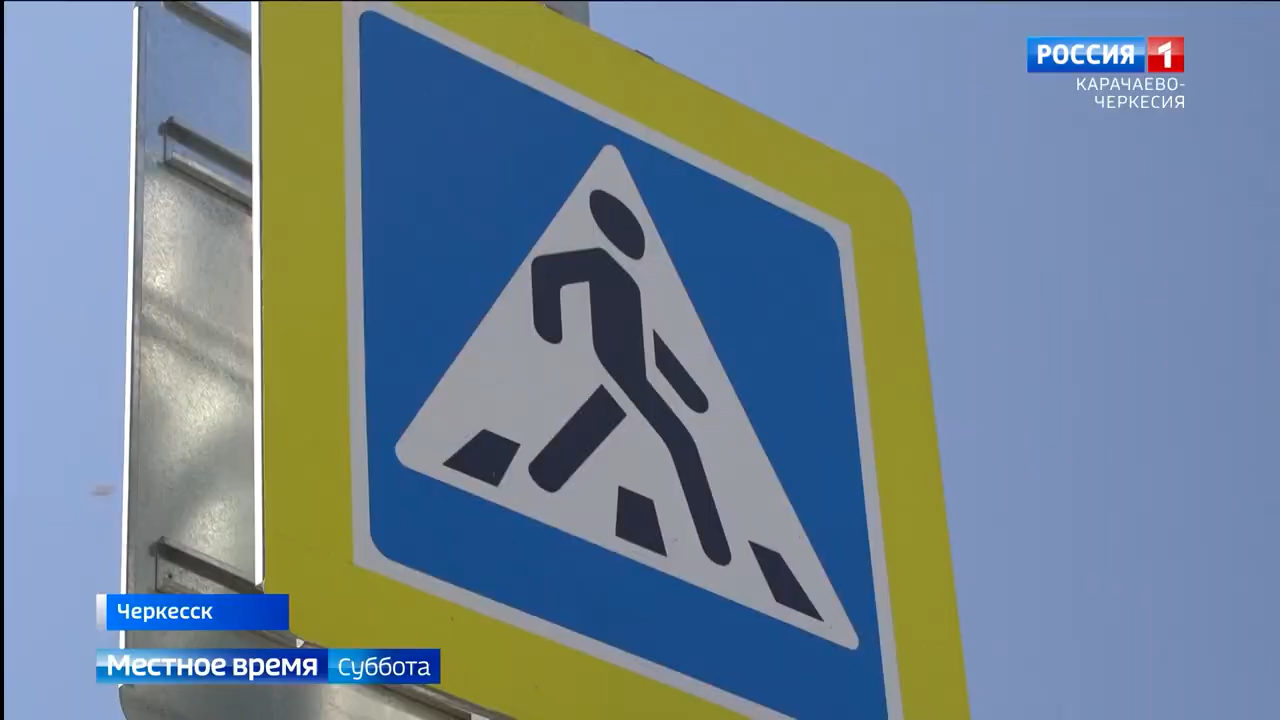 РОССИЯ 1
КАРАЧАЕВО-
ЧЕРКЕСИЯ
Черкесск
Местное время Суббота